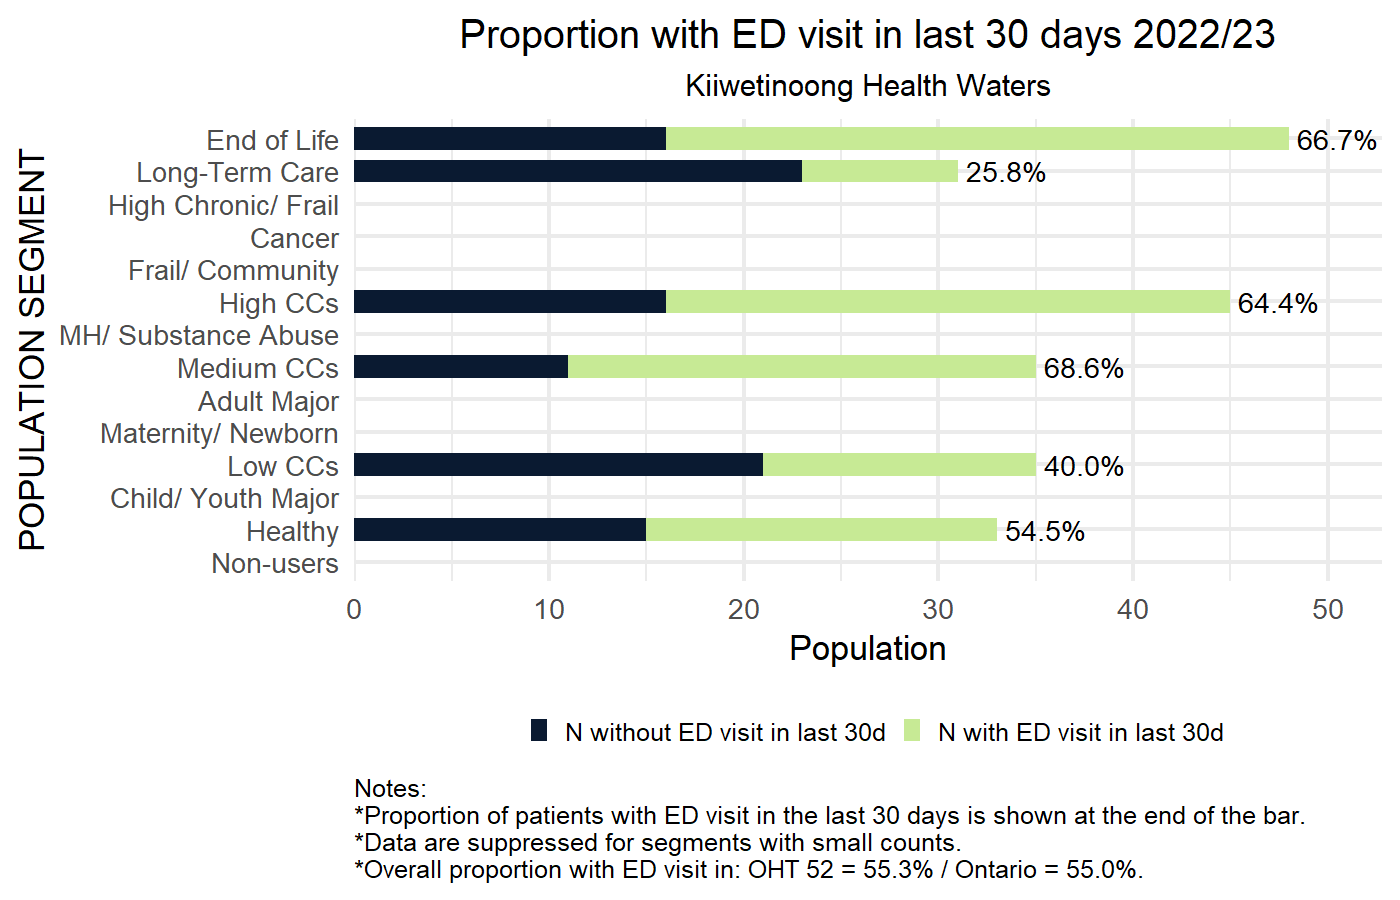 Proportion with ED visit in last 30 days 2022/23
Kiiwetinoong Health Waters
POPULATION SEGMENT
End of Life 66.7%
Long-Term Care 25.8%
High Chronic/ Frail
Cancer
Frail/ Community
High CCs 64.4%
MH/ Substance Abuse
Medium CCs 68.6%
Adult Major
Maternity/ Newborn
Low CCs 40.0%
Child/ Youth Major
Healthy 54.5%
Non-users
0 10 20 30 40 50
Population
N without ED visit in last 30d N with ED visit in last 30d
Notes:
*Proportion of patients with ED visit in the last 30 days is shown at the end of the bar.
*Data are suppressed for segments with small counts.
*Overall proportion with ED visit in: OHT 52 = 55.3% / Ontario = 55.0%.